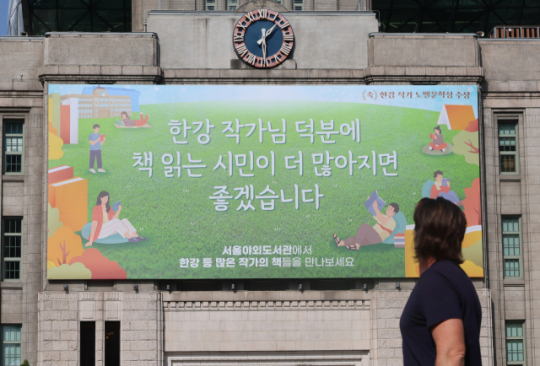 《축》 한강 작가 노벨문학상 수상
한강 작가님 덕분에
책 읽는 시민이 더 많아지면
좋겠습니다
서울야외도서관에서
한강 등 많은 작가의 책들을 만나보세요